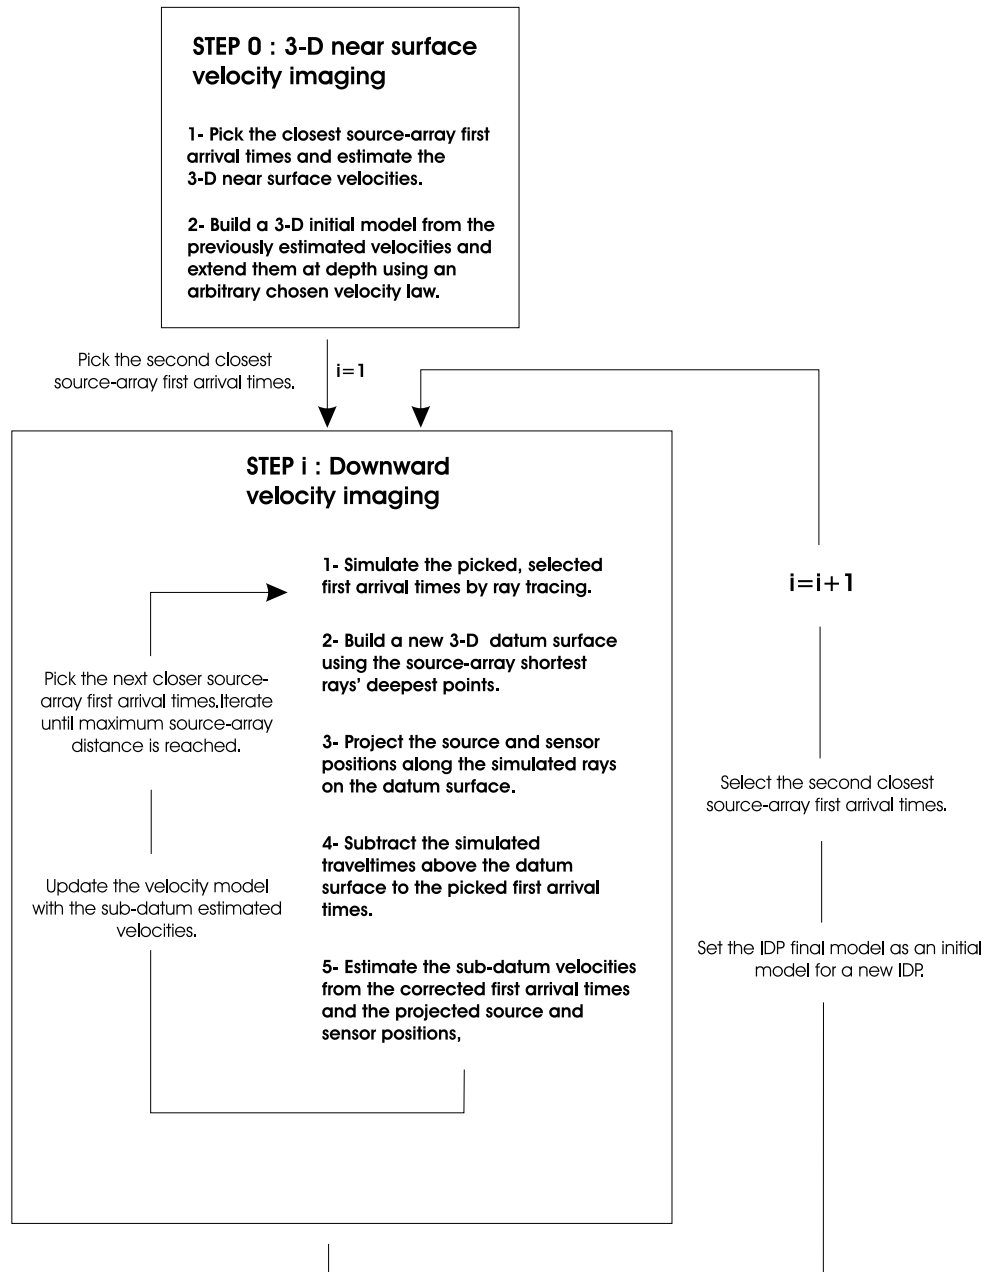 STEP 0 : 3-D near surface
velocity imaging
1- Pick the closest source-array first
arrival times and estimate the
3-D near surface velocities.
2- Build a 3-D initial model from the
previously estimated velocities and
extend them at depth using an
arbitrary chosen velocity law.
Pick the second closest
source-array first arrival times.
i=1
STEP i : Downward
velocity imaging
1- Simulate the picked, selected
first arrival times by ray tracing.
2- Build a new 3-D datum surface
using the source-array shortest
rays' deepest points.
3- Project the source and sensor
positions along the simulated rays
on the datum surface.
4- Subtract the simulated
traveltimes above the datum
surface to the picked first arrival
times.
5- Estimate the sub-datum velocities
from the corrected first arrival times
and the projected source and
sensor positions,
Update the velocity model
with the sub-datum estimated
velocities.
Pick the next closer source-
array first arrival times.Iterate
until maximum source-array
distance is reached.
i=i+1
Select the second closest
source-array first arrival times.
Set the IDP final model as an initial
model for a new IDP.